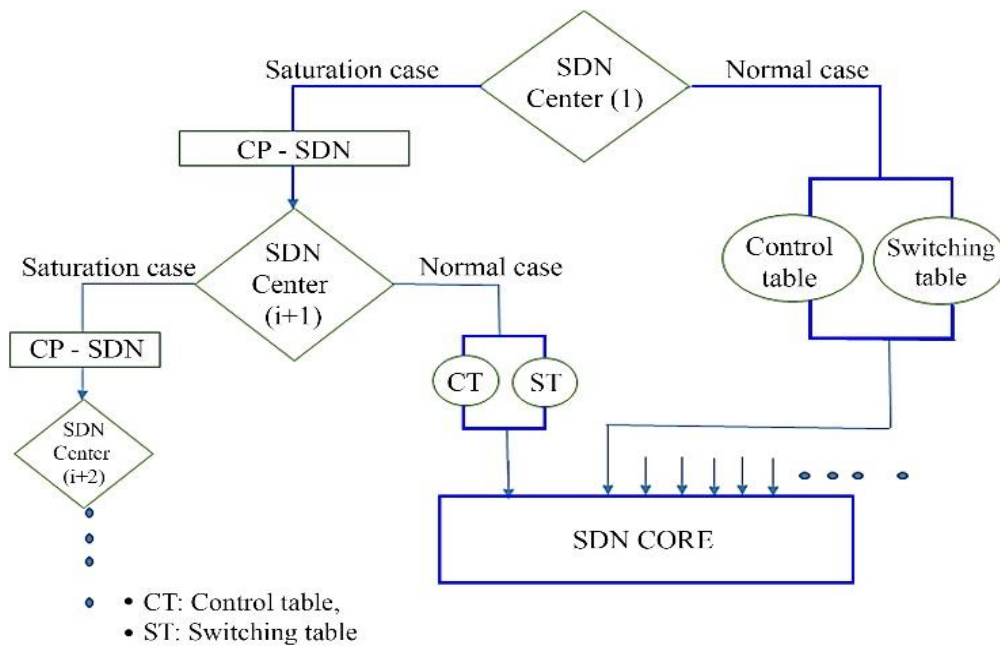 Saturation case
SDN
Center (1)
Normal case
CP - SDN
Control
table
Switching
table
Saturation case
SDN
Center
(i+1)
Normal case
CP - SDN
CT
ST
SDN
Center
(i+2)
SDN CORE
• CT: Control table,
• ST: Switching table